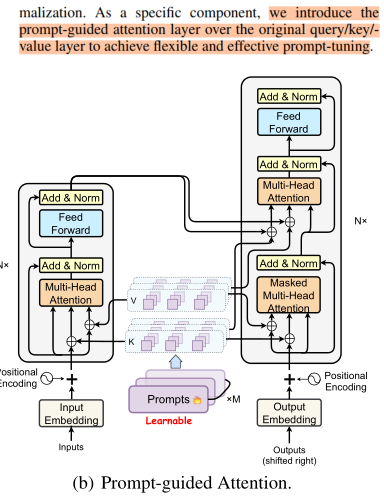 malization. As a specific component, we introduce the
prompt-guided attention layer over the original query/key/-
value layer to achieve flexible and effective prompt-tuning.
Add & Norm
Feed
Forward
Add & Norm
Multi-Head
Attention
N×
Add & Norm
Feed
Forward
N×
Add & Norm
Multi-Head
Attention
V
K
Add & Norm
Masked
Multi-Head
Attention
Positional
Encoding
Prompts
×M
Learnable
Positional
Encoding
Input
Embedding
Output
Embedding
Inputs
Outputs
(shifted right)
(b) Prompt-guided Attention.